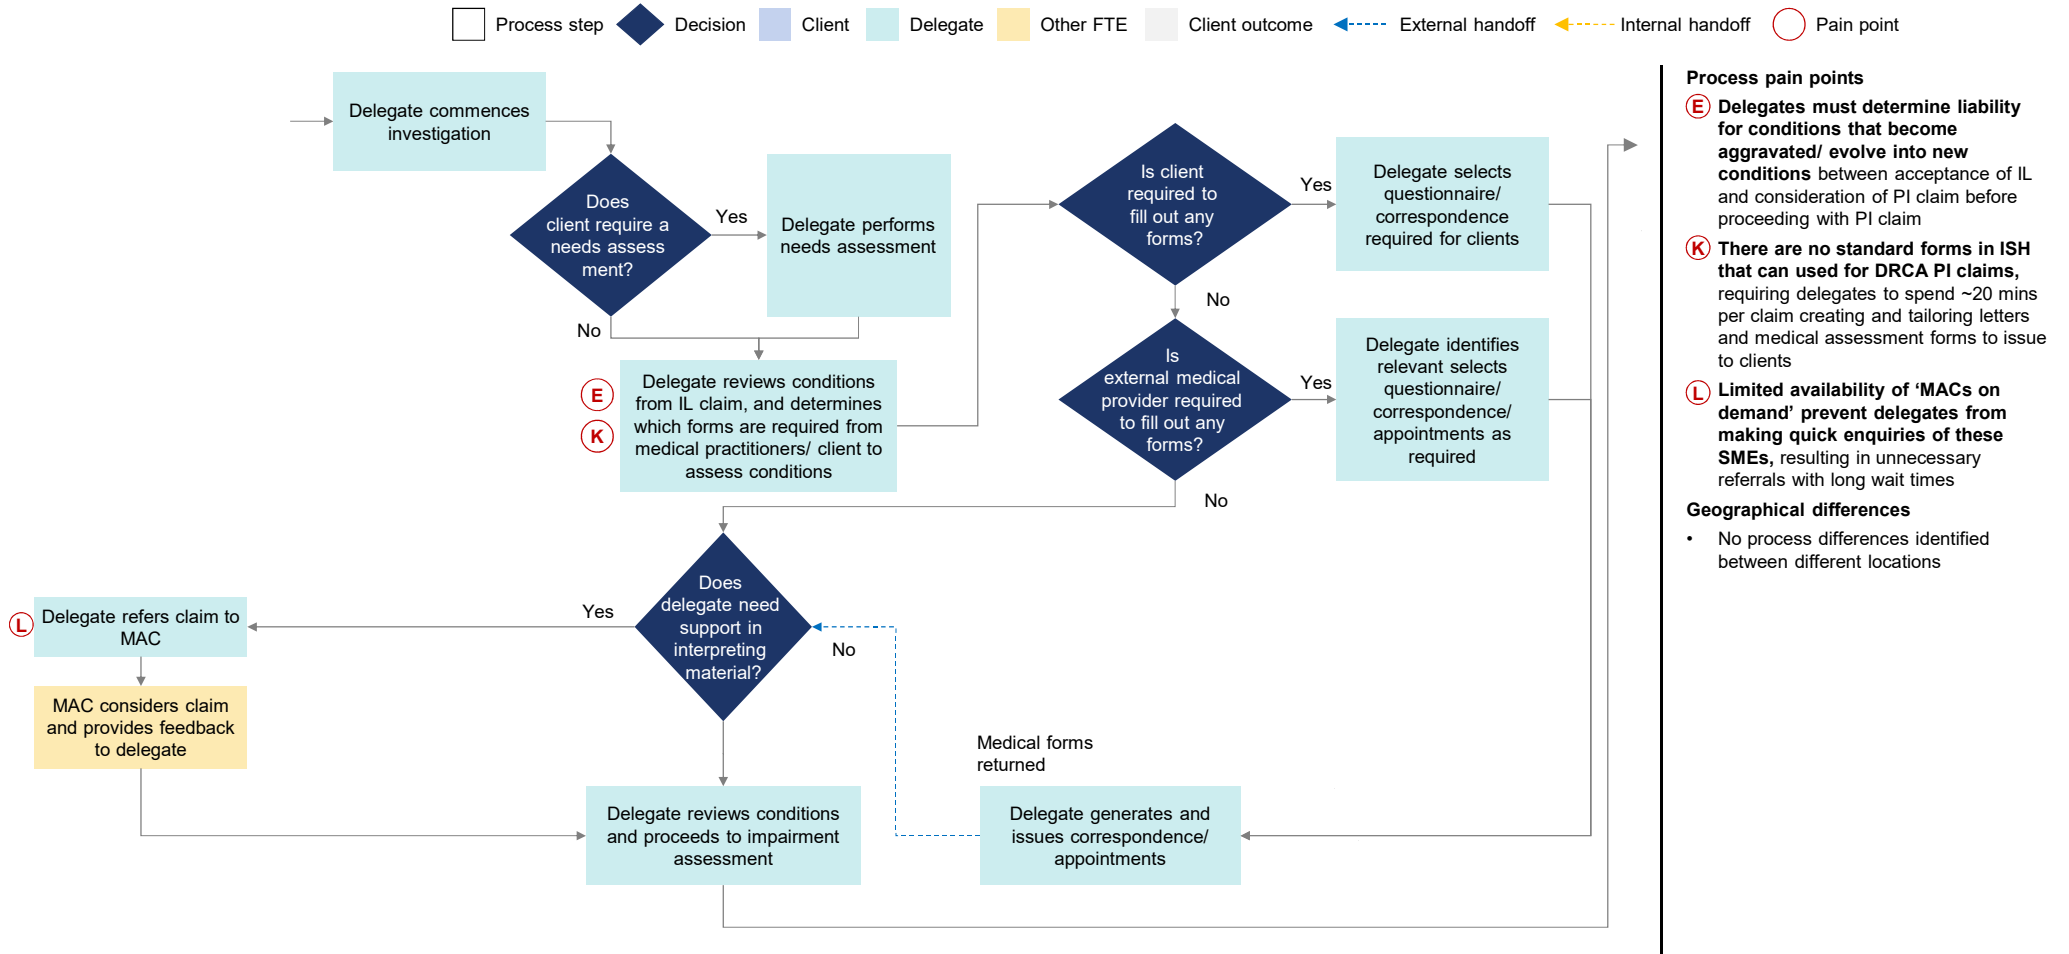 Process step
Decision
Client
Delegate
Other FTE
Client outcome
External handoff
Internal handoff
Pain point
Delegate commences
investigation
Does
client require a
needs assess
ment?
Yes
No
Delegate performs
needs assessment
E
K
Delegate reviews conditions
from IL claim, and determines
which forms are required from
medical practitioners/ client to
assess conditions
Is client
required to
fill out any
forms?
Yes
No
Delegate selects
questionnaire/
correspondence
required for clients
Is
external medical
provider required
to fill out any
forms?
Yes
No
Delegate identifies
relevant selects
questionnaire/
correspondence/
appointments as
required
Does
delegate need
support in
interpreting
material?
Yes
No
L
Delegate refers claim to
MAC
MAC considers claim
and provides feedback
to delegate
Medical forms
returned
Delegate reviews conditions
and proceeds to impairment
assessment
Delegate generates and
issues correspondence/
appointments
Process pain points
E
Delegates must determine liability
for conditions that become
aggravated/ evolve into new
conditions between acceptance of IL
and consideration of PI claim before
proceeding with PI claim
K
There are no standard forms in ISH
that can used for DRCA PI claims,
requiring delegates to spend ~20 mins
per claim creating and tailoring letters
and medical assessment forms to issue
to clients
L
Limited availability of ‘MACs on
demand’ prevent delegates from
making quick enquiries of these
SMEs, resulting in unnecessary
referrals with long wait times
Geographical differences
• No process differences identified
between different locations